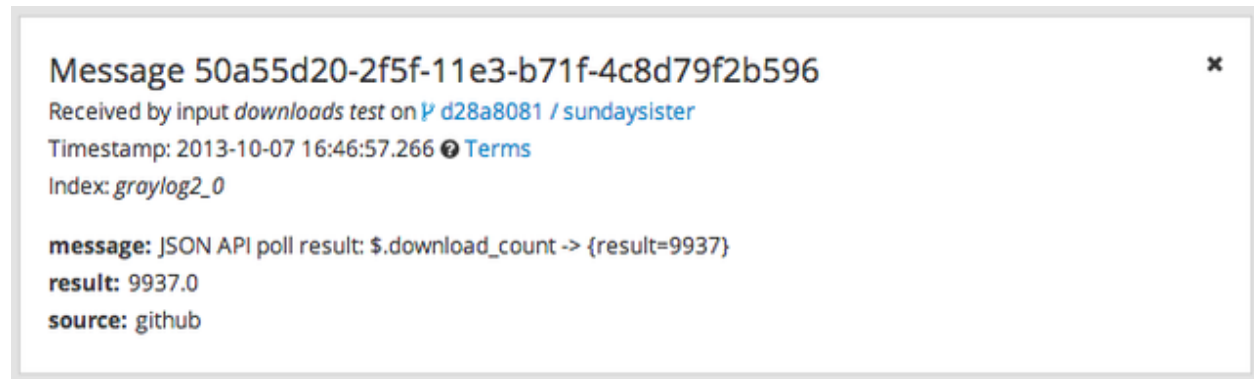 Message 50a55d20-2f5f-11e3-b71f-4c8d79f2b596
Received by input downloads test on d28a8081 / sundaysister
Timestamp: 2013-10-07 16:46:57.266 Terms
Index: graylog2_0
message: JSON API poll result: $.download_count -> {result=9937}
result: 9937.0
source: github